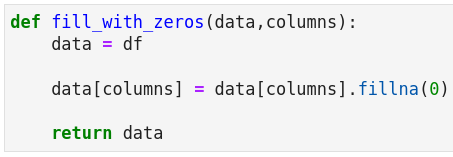 def fill_with_zeros(data,columns):
    data = df
    data[columns] = data[columns].fillna(0)
    return data